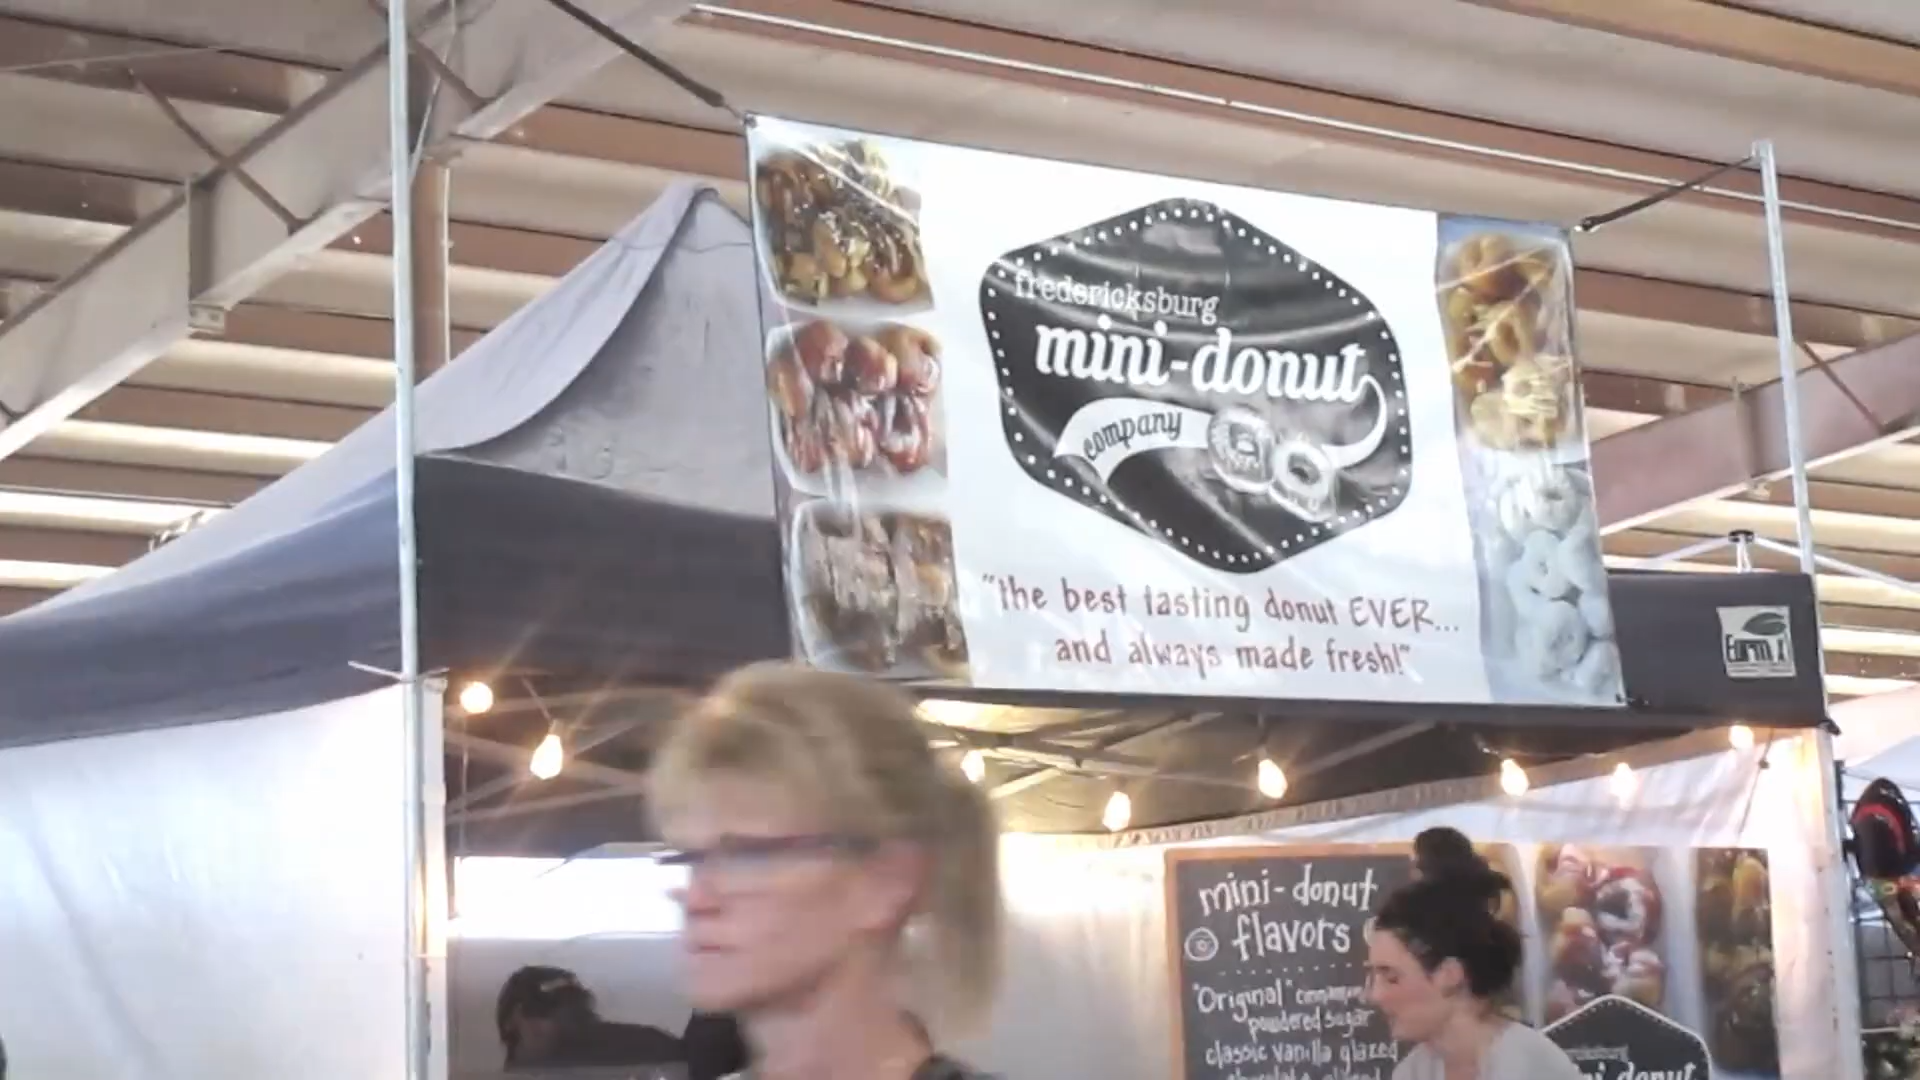 fredericksburg
mini-donut
company
"the best tasting donut EVER...
and always made fresh!"
mini-donut
flavors
"Original" cinnamon
powdered sugar
classic vanilla glazed